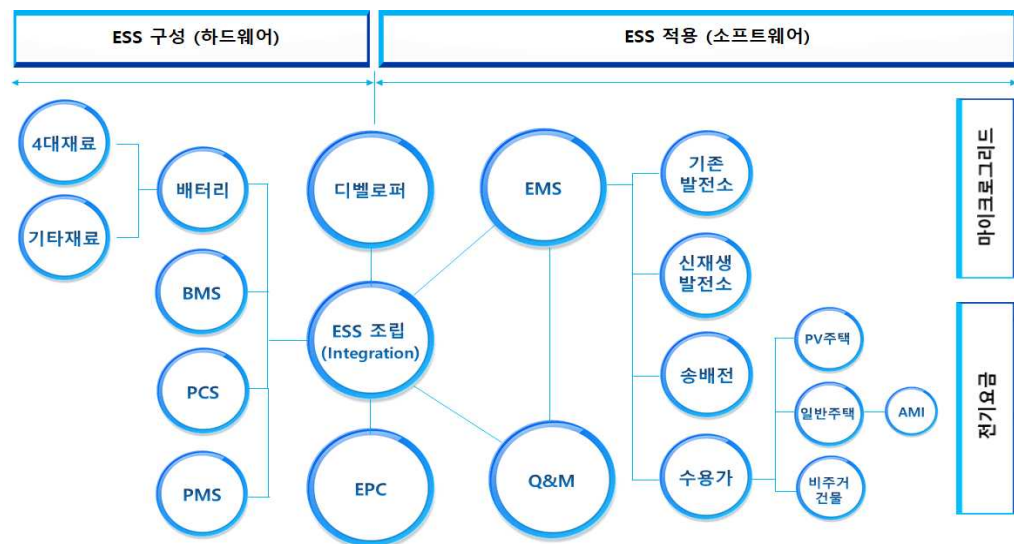 ESS 구성 (하드웨어)
ESS 적용 (소프트웨어)
4대재료
기타재료
배터리
BMS
PCS
PMS
디벨로퍼
ESS 조립
(Integration)
EPC
EMS
Q&M
기존
발전소
신재생
발전소
송배전
수용가
PV주택
일반주택
비주거
건물
AMI
마이크로그리드
전기요금